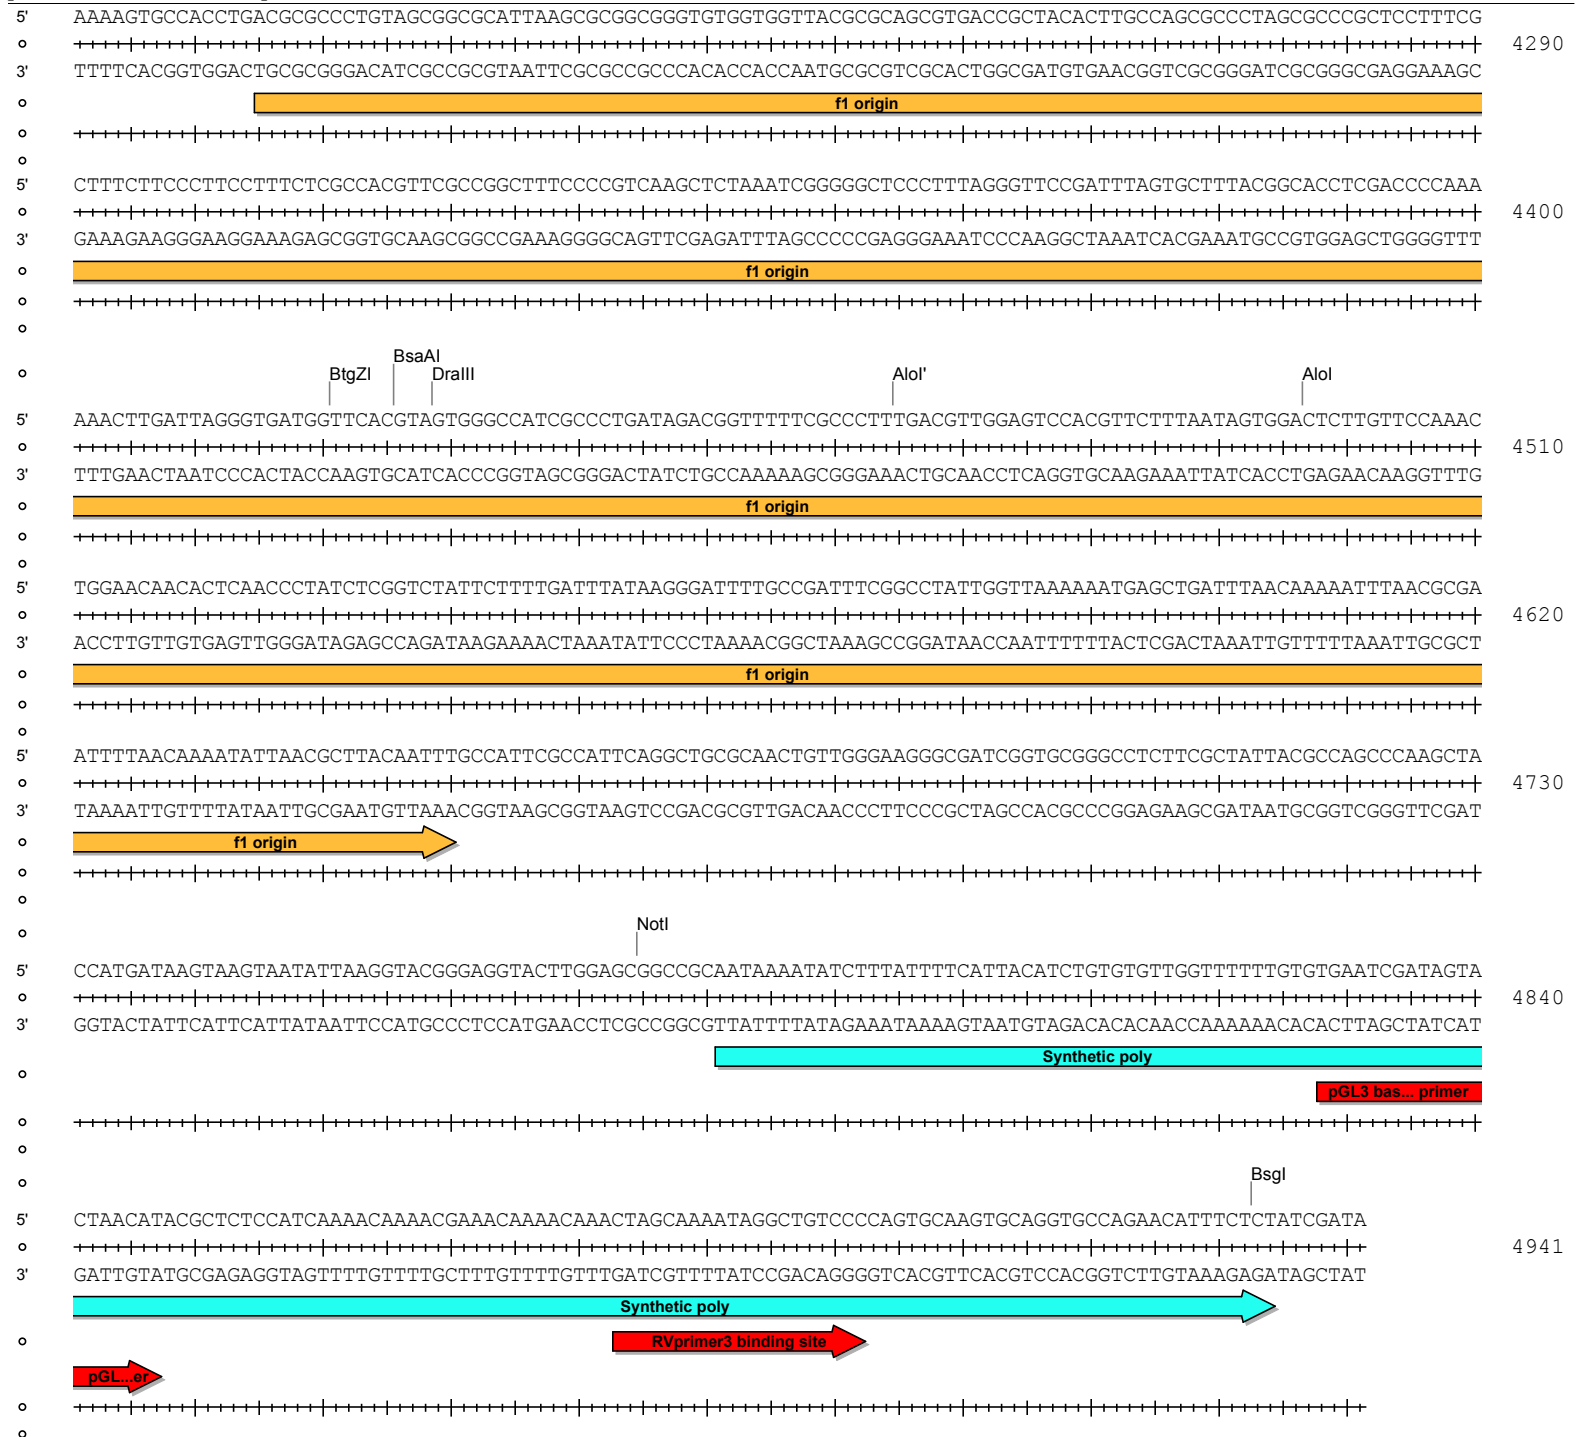 5' AAAAGTGCCACCTGACGCGCCCTGTAGCGGCGCATTAAGCGCGGCGGGTGTGGTGGTTACGCGCAGCGTGACCGCTACACTTGCCAGCGCCCTAGCGCCCGCTCCTTTCG
4290
3' TTTTCACGGTGGACTGCGCGGGACATCGCCGCGTAATTCGCGCCGCCCACACCACCAATGCGCGTCGCACTGGCGATGTGAACGGTCGCGGGATCGCGGGCGAGGAAAGC
f1 origin
5' CTTTCTTCCCTTCCTTTCTCGCCACGTTCGCCGGCTTTCCCCGTCAAGCTCTAAATCGGGGGCTCCCTTTAGGGTTCCGATTTAGTGCTTTACGGCACCTCGACCCCAAA
4400
3' GAAAGAAGGGAAGGAAAGAGCGGTGCAAGCGGCCGAAAGGGGCAGTTCGAGATTTAGCCCCCGAGGGAAATCCCAAGGCTAAATCACGAAATGCCGTGGAGCTGGGGTTT
f1 origin
BsaAI
BtgZI DraIII AloI' AloI
5' AAACTTGATTAGGGTGATGGTTCACGTAGTGGGCCATCGCCCTGATAGACGGTTTTTCGCCCTTTGACGTTGGAGTCCACGTTCTTTAATAGTGGACTCTTGTTCCAAAC
4510
3' TTTGAACTAATCCCACTACCAAGTGCATCACCCGGTAGCGGGACTATCTGCCAAAAAGCGGGAAACTGCAACCTCAGGTGCAAGAAATTATCACCTGAGAACAAGGTTTG
f1 origin
5' TGGAACAACACTCAACCCTATCTCGGTCTATTCTTTTGATTTATAAGGGATTTTGCCGATTTCGGCCTATTGGTTAAAAAATGAGCTGATTTAACAAAAATTTAACGCGA
4620
3' ACCTTGTTGTGAGTTGGGATAGAGCCAGATAAGAAAACTAAATATTCCCTAAAACGGCTAAAGCCGGATAACCAATTTTTTACTCGACTAAATTGTTTTTAAATTGCGCT
f1 origin
5' ATTTTAACAAAATATTAACGCTTACAATTTGCCATTCGCCATTCAGGCTGCGCAACTGTTGGGAAGGGCGATCGGTGCGGGCCTCTTCGCTATTACGCCAGCCCAAGCTA
4730
3' TAAAATTGTTTTATAATTGCGAATGTTAAACGGTAAGCGGTAAGTCCGACGCGTTGACAACCCTTCCCGCTAGCCACGCCCGGAGAAGCGATAATGCGGTCGGGTTCGAT
f1 origin
NotI
5' CCATGATAAGTAAGTAATATTAAGGTACGGGAGGTACTTGGAGCGGCCGCAATAAAATATCTTTATTTTCATTACATCTGTGTGTTGGTTTTTTGTGTGAATCGATAGTA
4840
3' GGTACTATTCATTCATTATAATTCCATGCCCTCCATGAACCTCGCCGGCGTTATTTTATAGAAATAAAAGTAATGTAGACACACAACCAAAAAACACACTTAGCTATCAT
Synthetic poly
pGL3 bas... primer
BsgI
5' CTAACATACGCTCTCCATCAAAACAAAACGAAACAAAACAAACTAGCAAAATAGGCTGTCCCCAGTGCAAGTGCAGGTGCCAGAACATTTCTCTATCGATA
4941
3' GATTGTATGCGAGAGGTAGTTTTGTTTTGCTTTGTTTTGTTTGATCGTTTTATCCGACAGGGGTCACGTTCACGTCCACGGTCTTGTAAAGAGATAGCTAT
Synthetic poly
RVprimer3 binding site
pGL...er